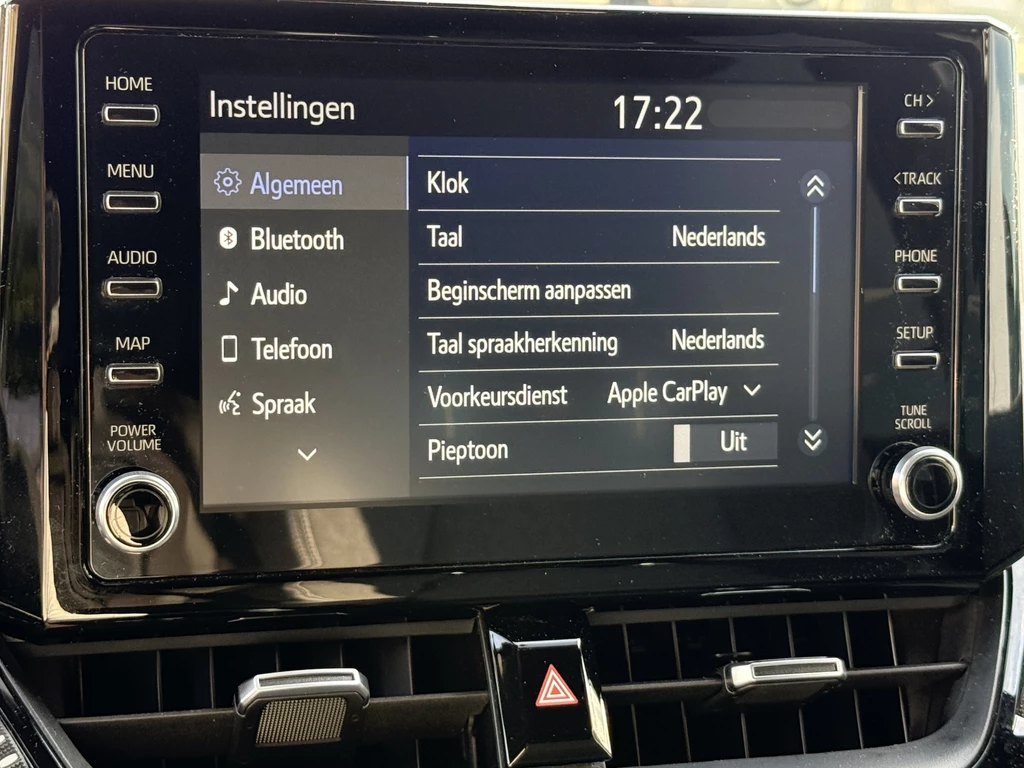 HOME
MENU
AUDIO
MAP
POWER
VOLUME
Instellingen
17:22
Algemeen
Bluetooth
Audio
Telefoon
Spraak
Klok
Taal Nederlands
Beginscherm aanpassen
Taal spraakherkenning Nederlands
Voorkeursdienst Apple CarPlay
Pieptoon Uit
CH >
< TRACK
PHONE
SETUP
TUNE
SCROLL